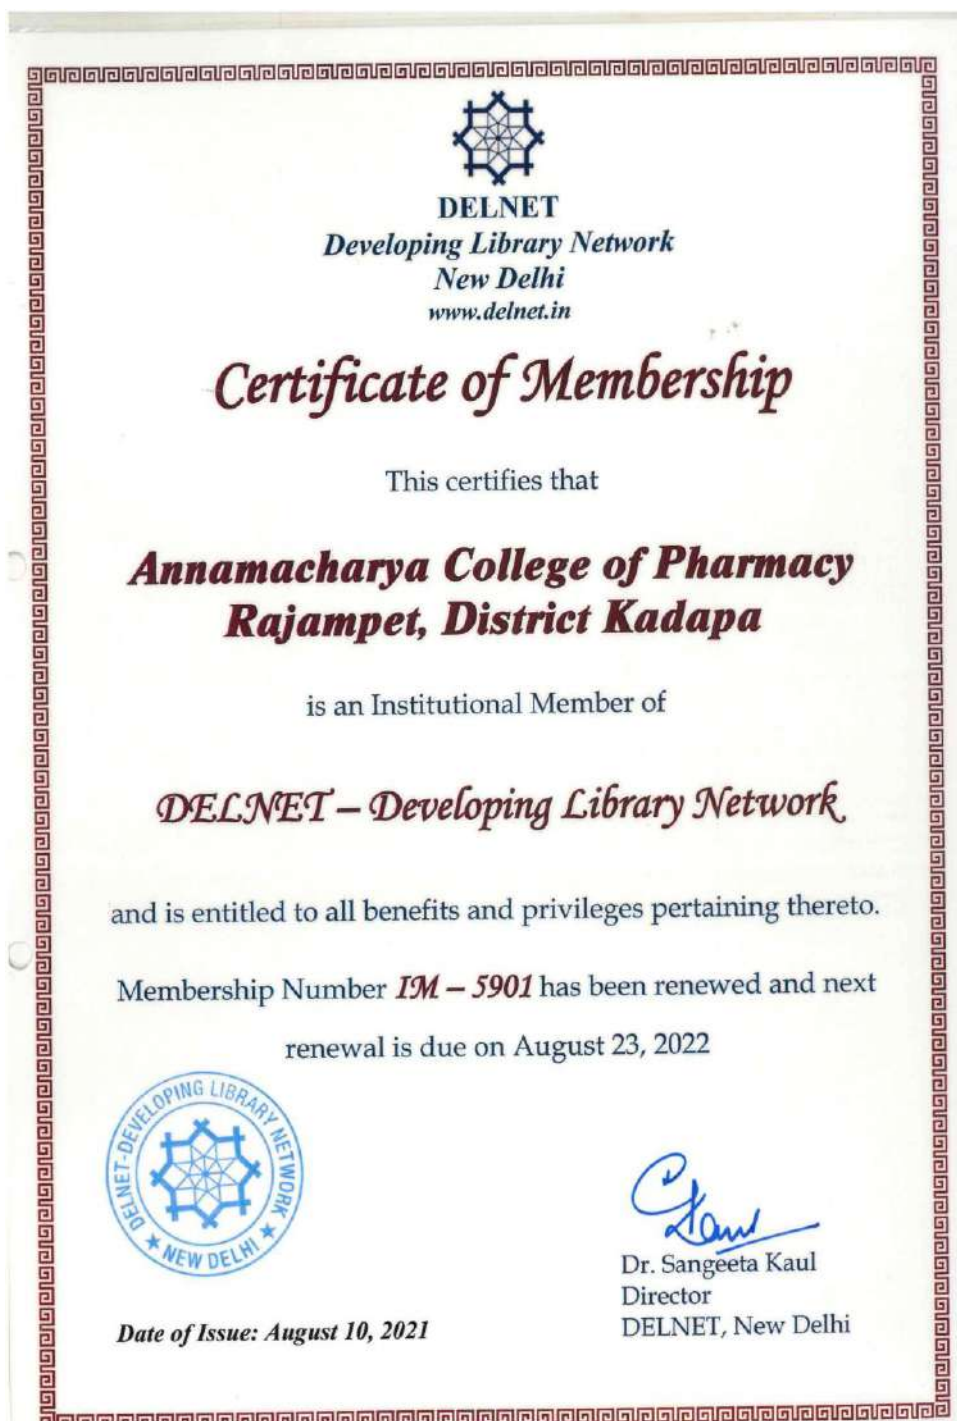 DELNET
Developing Library Network
New Delhi
www.delnet.in
Certificate of Membership
This certifies that
Annamacharya College of Pharmacy
Rajampet, District Kadapa
is an Institutional Member of
DELNET – Developing Library Network
and is entitled to all benefits and privileges pertaining thereto.
Membership Number IM – 5901 has been renewed and next
renewal is due on August 23, 2022
DELNET-DEVELOPING LIBRARY NETWORK
★ NEW DELHI ★
Dr. Sangeeta Kaul
Director
DELNET, New Delhi
Date of Issue: August 10, 2021